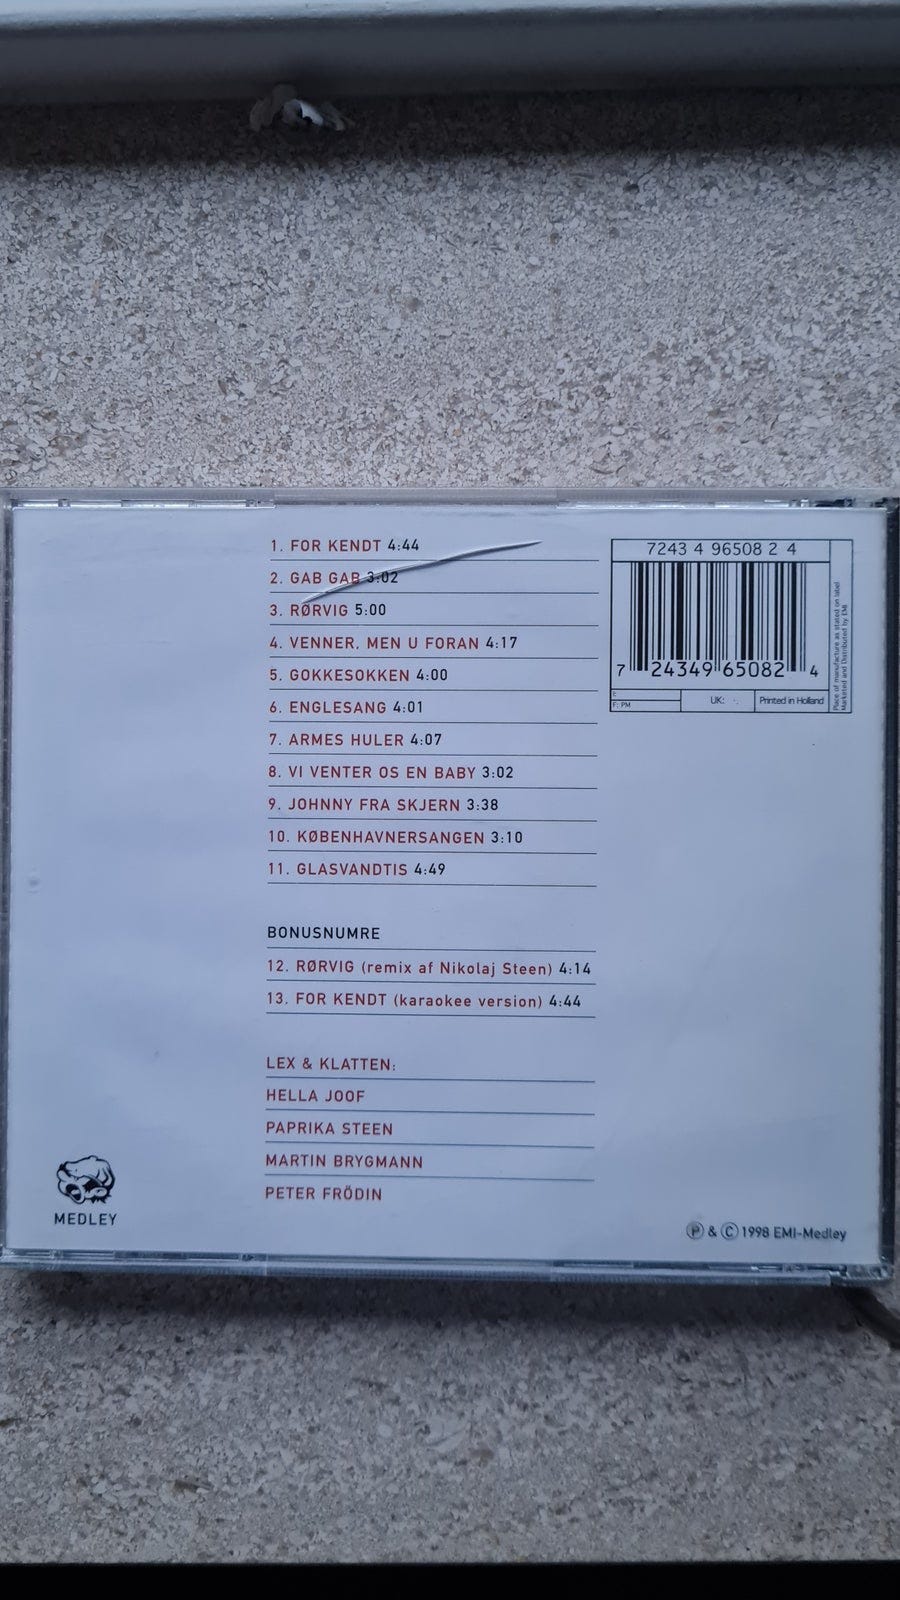 1. FOR KENDT 4:44
2. GAB GAB 3:02
3. RØRVIG 5:00
4. VENNER, MEN U FORAN 4:17
5. GOKKESOKKEN 4:00
6. ENGLESANG 4:01
7. ARMES HULER 4:07
8. VI VENTER OS EN BABY 3:02
9. JOHNNY FRA SKJERN 3:38
10. KØBENHAVNERSANGEN 3:10
11. GLASVANDTIS 4:49
BONUSNUMRE
12. RØRVIG (remix af Nikolaj Steen) 4:14
13. FOR KENDT (karaokee version) 4:44
LEX & KLATTEN:
HELLA JOOF
PAPRIKA STEEN
MARTIN BRYGMANN
PETER FRÖDIN
7243 4 96508 2 4
7 24349 65082 4
F: PM
UK:
Printed in Holland
Place of manufacture as stated on label
Marketed and Distributed by EMI
MEDLEY
Ⓟ & © 1998 EMI-Medley